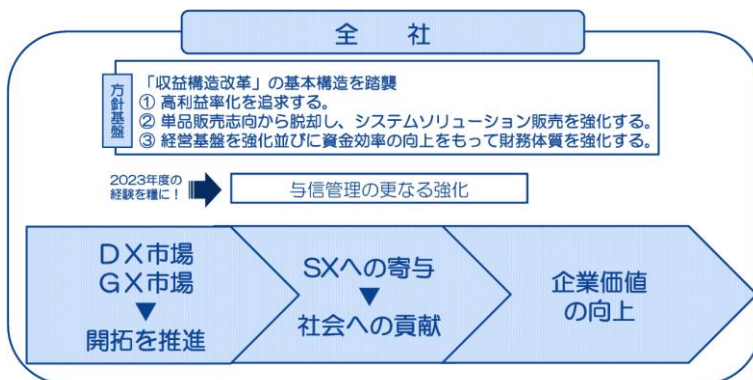 全 社
方針基盤
「収益構造改革」の基本構造を踏襲
① 高利益率化を追求する。
② 単品販売志向から脱却し、システムソリューション販売を強化する。
③ 経営基盤を強化並びに資金効率の向上をもって財務体質を強化する。
2023年度の
経験を糧に！
与信管理の更なる強化
DX市場
GX市場
▼
開拓を推進
SXへの寄与
▼
社会への貢献
企業価値
の向上